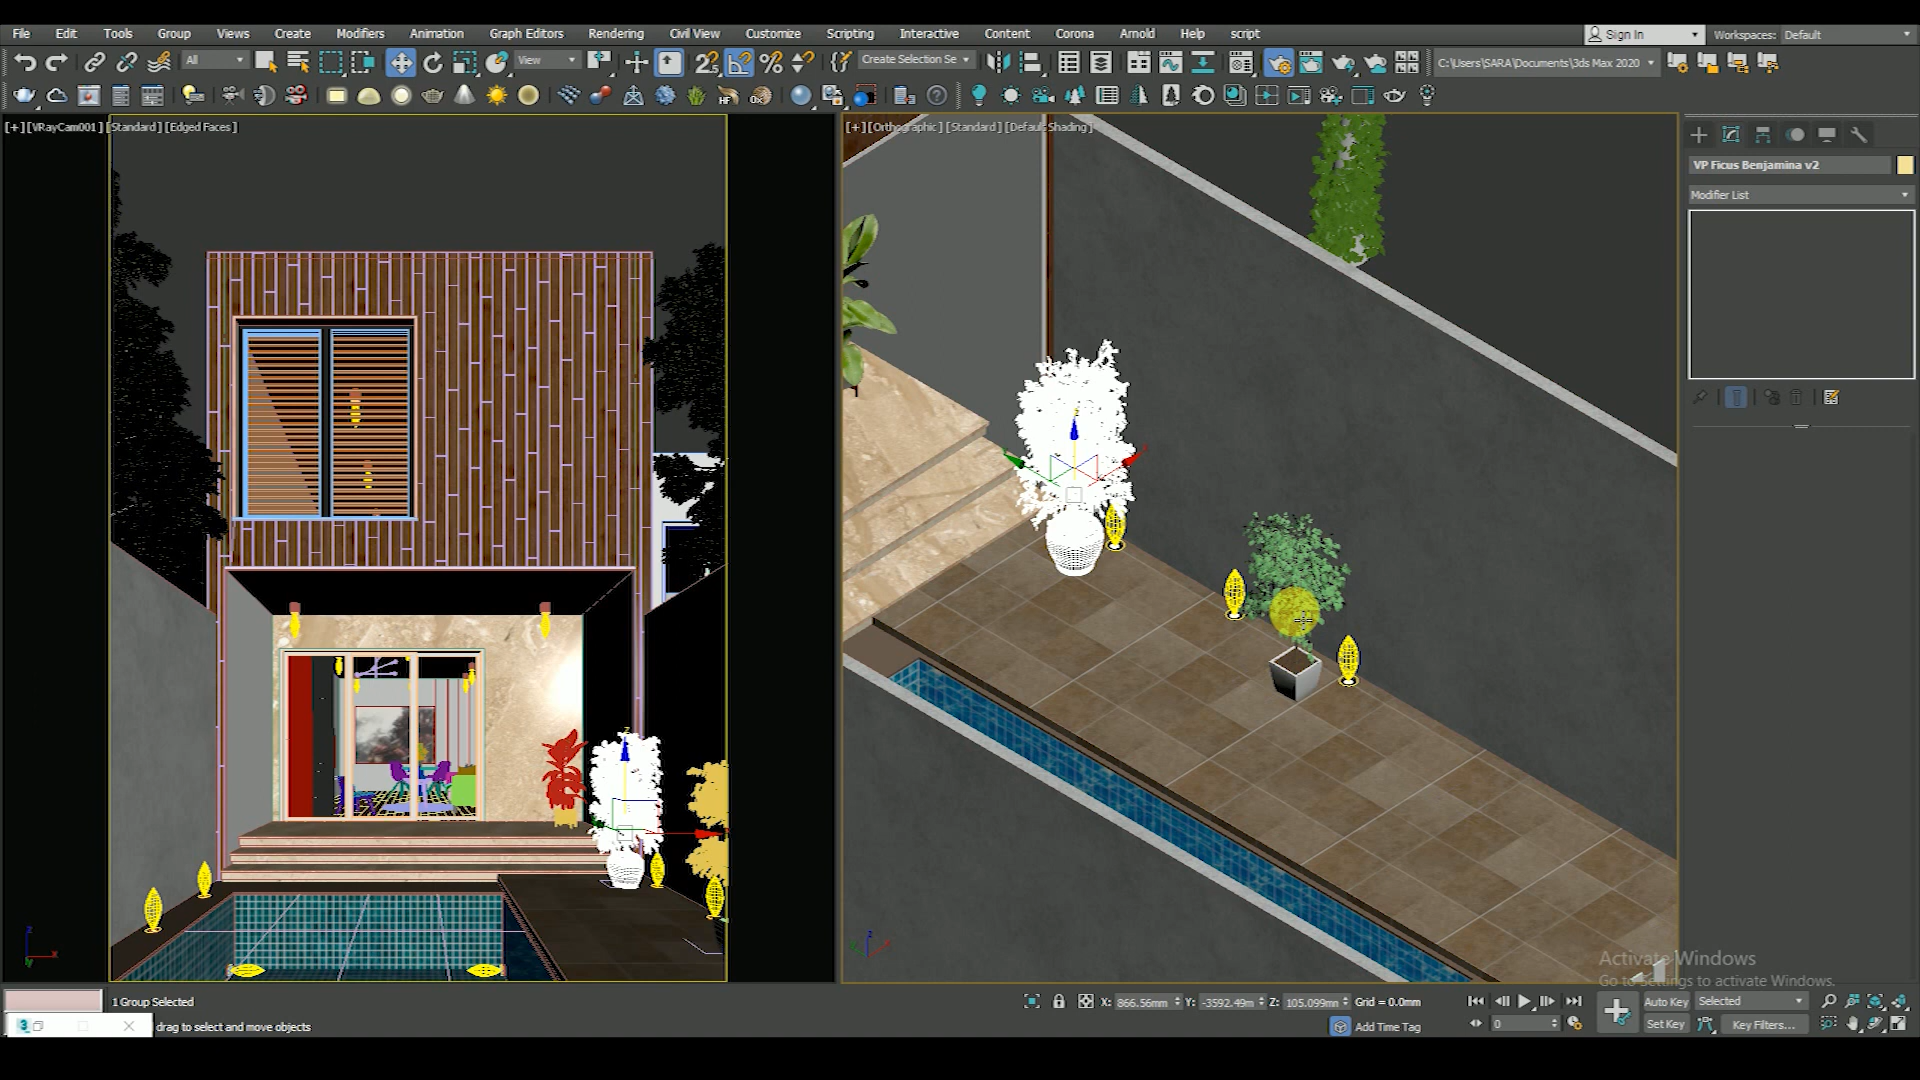 File Edit Tools Group Views Create Modifiers Animation Graph Editors Rendering Civil View Customize Scripting Interactive Content Corona Arnold Help script Sign In Workspaces: Default
All View Create Selection Se C:\Users\SARA\Documents\3ds Max 2020
[+] [VRayCam001] [Standard] [Edged Faces]
[+] [Orthographic] [Standard] [Default Shading]
VP Ficus Benjamina v2
Modifier List
Activate Windows
Go to Settings to activate Windows.
1 Group Selected
X: 866.56mm Y: -3592.49m Z: 105.099mm Grid = 0.0mm
Auto Key Selected
drag to select and move objects
Add Time Tag
0
Set Key Key Filters...